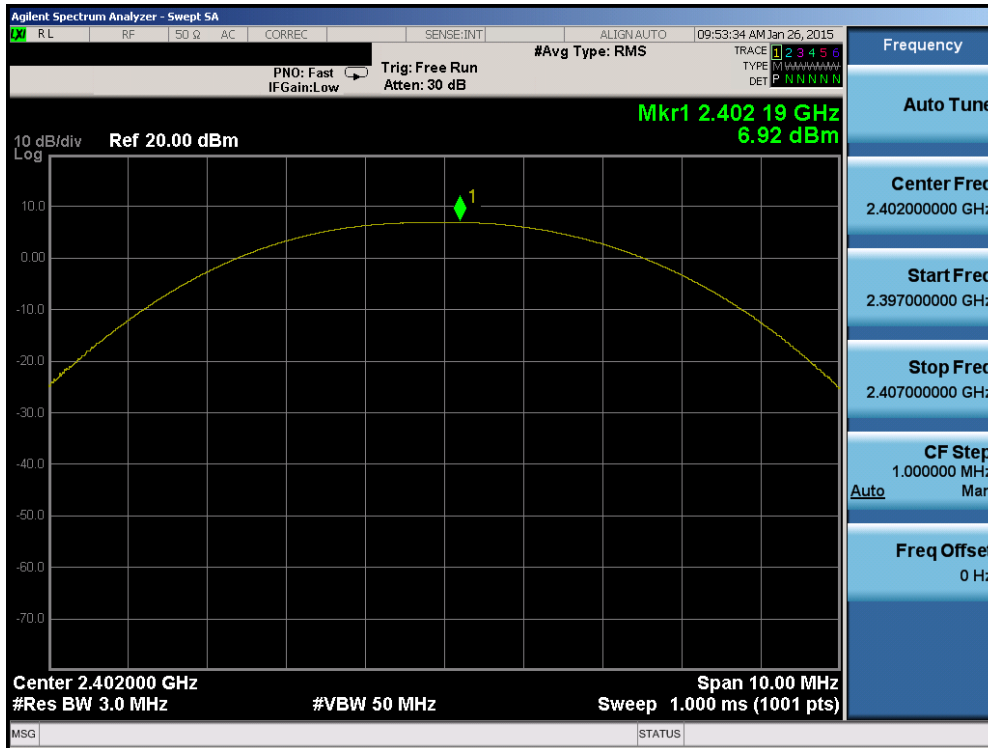 Agilent Spectrum Analyzer - Swept SA
LXI RL RF 50 Ω AC CORREC SENSE:INT ALIGN AUTO 09:53:34 AM Jan 26, 2015
PNO: Fast
IFGain:Low
Trig: Free Run
Atten: 30 dB
#Avg Type: RMS
TRACE 1 2 3 4 5 6
TYPE M
DET P N N N N N
Mkr1 2.402 19 GHz
6.92 dBm
10 dB/div Ref 20.00 dBm
Log
1
10.0
0.00
-10.0
-20.0
-30.0
-40.0
-50.0
-60.0
-70.0
Center 2.402000 GHz Span 10.00 MHz
#Res BW 3.0 MHz #VBW 50 MHz Sweep 1.000 ms (1001 pts)
MSG STATUS
Frequency
Auto Tune
Center Freq
2.402000000 GHz
Start Freq
2.397000000 GHz
Stop Freq
2.407000000 GHz
CF Step
1.000000 MHz
Auto Man
Freq Offset
0 Hz